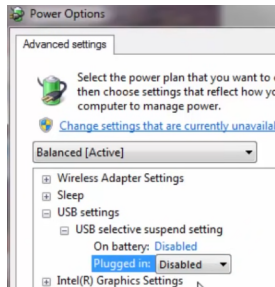 Power Options
Advanced settings
Select the power plan that you want to
then choose settings that reflect how
computer to manage power.
Change settings that are currently
Balanced [Active]
Wireless Adapter Settings
Sleep
USB settings
USB selective suspend setting
On battery: Disabled
Plugged in: Disabled
Intel(R) Graphics Settings